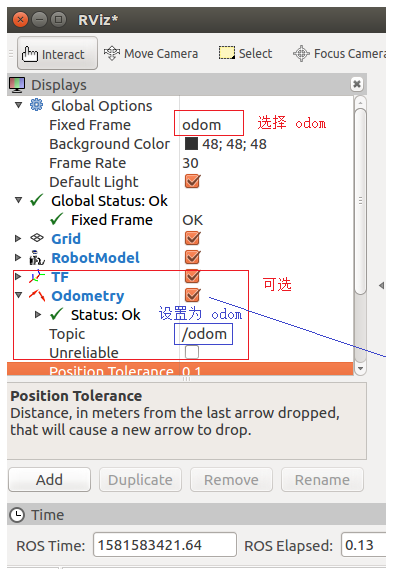 RViz*
Interact Move Camera Select Focus Camera
Displays
Global Options
Fixed Frame odom 选择 odom
Background Color 48; 48; 48
Frame Rate 30
Default Light
Global Status: Ok
Fixed Frame OK
Grid
RobotModel
TF 可选
Odometry
Status: Ok 设置为 odom
Topic /odom
Unreliable
Position Tolerance 0.1
Position Tolerance
Distance, in meters from the last arrow dropped,
that will cause a new arrow to drop.
Add Duplicate Remove Rename
Time
ROS Time: 1581583421.64 ROS Elapsed: 0.13